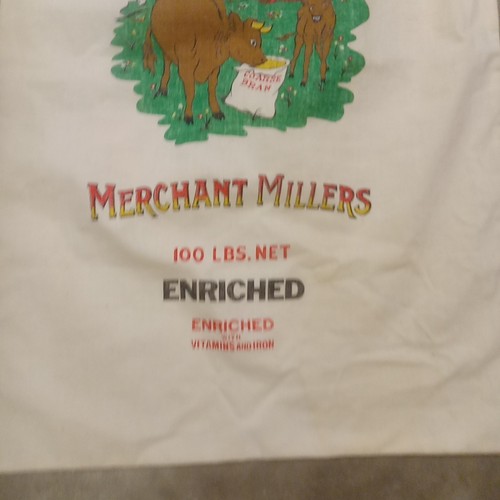 COARSE
BRAN
MERCHANT MILLERS
100 LBS. NET
ENRICHED
ENRICHED
WITH
VITAMINS AND IRON